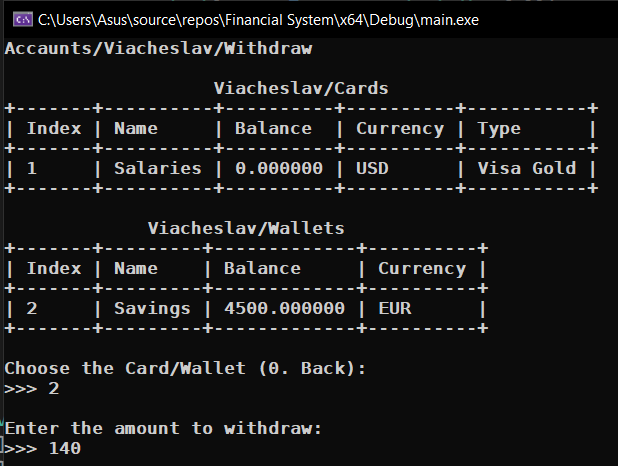 C:\Users\Asus\source\repos\Financial System\x64\Debug\main.exe
Accaunts/Viacheslav/Withdraw
                   Viacheslav/Cards
+-------+----------+----------+----------+-----------+
| Index | Name     | Balance  | Currency | Type      |
+-------+----------+----------+----------+-----------+
| 1     | Salaries | 0.000000 | USD      | Visa Gold |
+-------+----------+----------+----------+-----------+
             Viacheslav/Wallets
+-------+---------+-------------+----------+
| Index | Name    | Balance     | Currency |
+-------+---------+-------------+----------+
| 2     | Savings | 4500.000000 | EUR      |
+-------+---------+-------------+----------+
Choose the Card/Wallet (0. Back):
>>> 2
Enter the amount to withdraw:
>>> 140